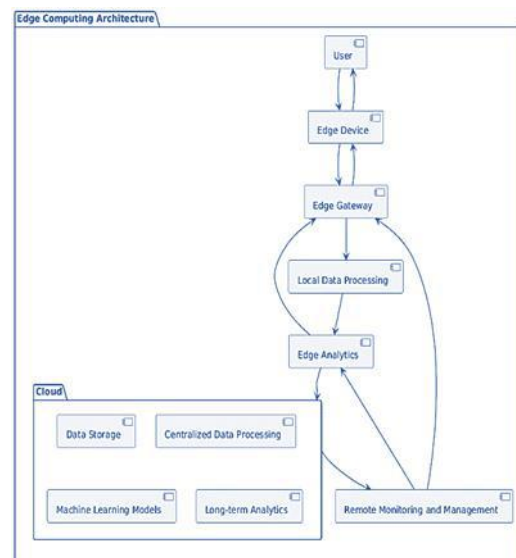 Edge Computing Architecture
User
Edge Device
Edge Gateway
Local Data Processing
Edge Analytics
Cloud
Data Storage
Centralized Data Processing
Machine Learning Models
Long-term Analytics
Remote Monitoring and Management